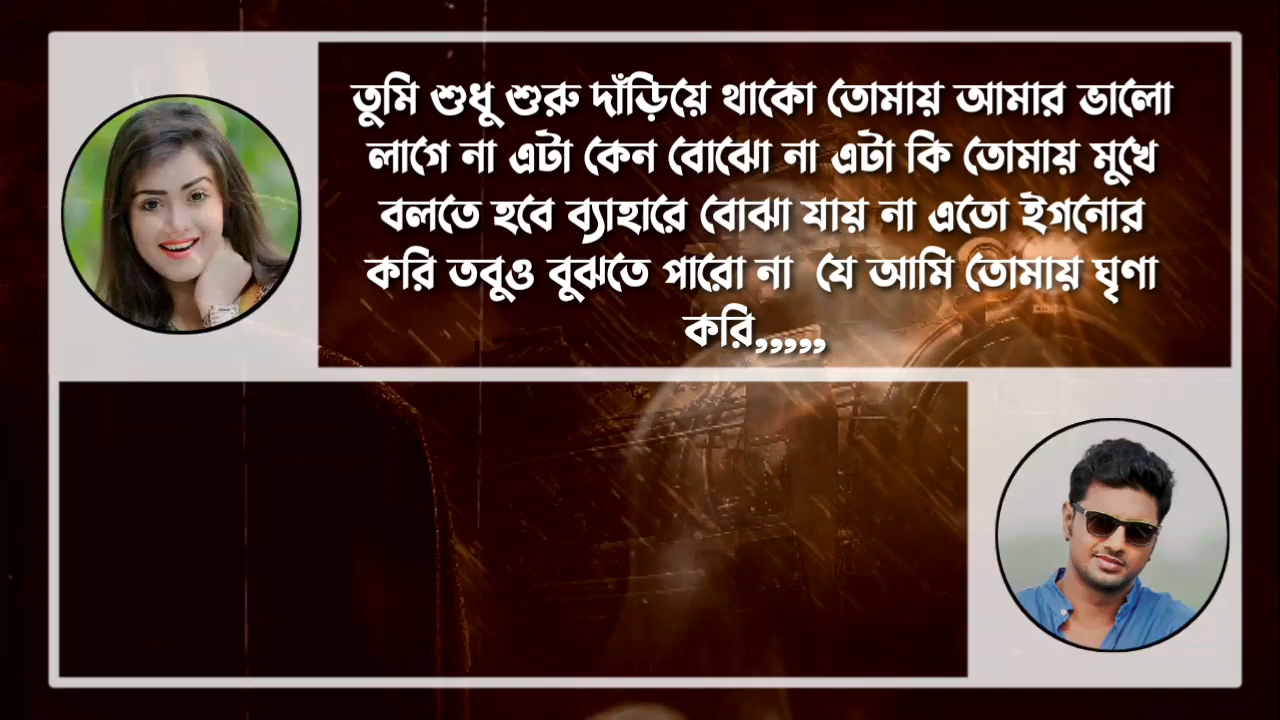 তুমি শুধু শুরু দাঁড়িয়ে থাকো তোমায় আমার ভালো
লাগে না এটা কেন বোঝো না এটা কি তোমায় মুখে
বলতে হবে ব্যাহারে বোঝা যায় না এতো ইগনোর
করি তবুও বুঝতে পারো না যে আমি তোমায় ঘৃণা
করি,,,,,